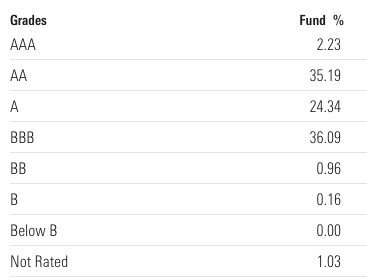 Grades Fund %
AAA 2.23
AA 35.19
A 24.34
BBB 36.09
BB 0.96
B 0.16
Below B 0.00
Not Rated 1.03